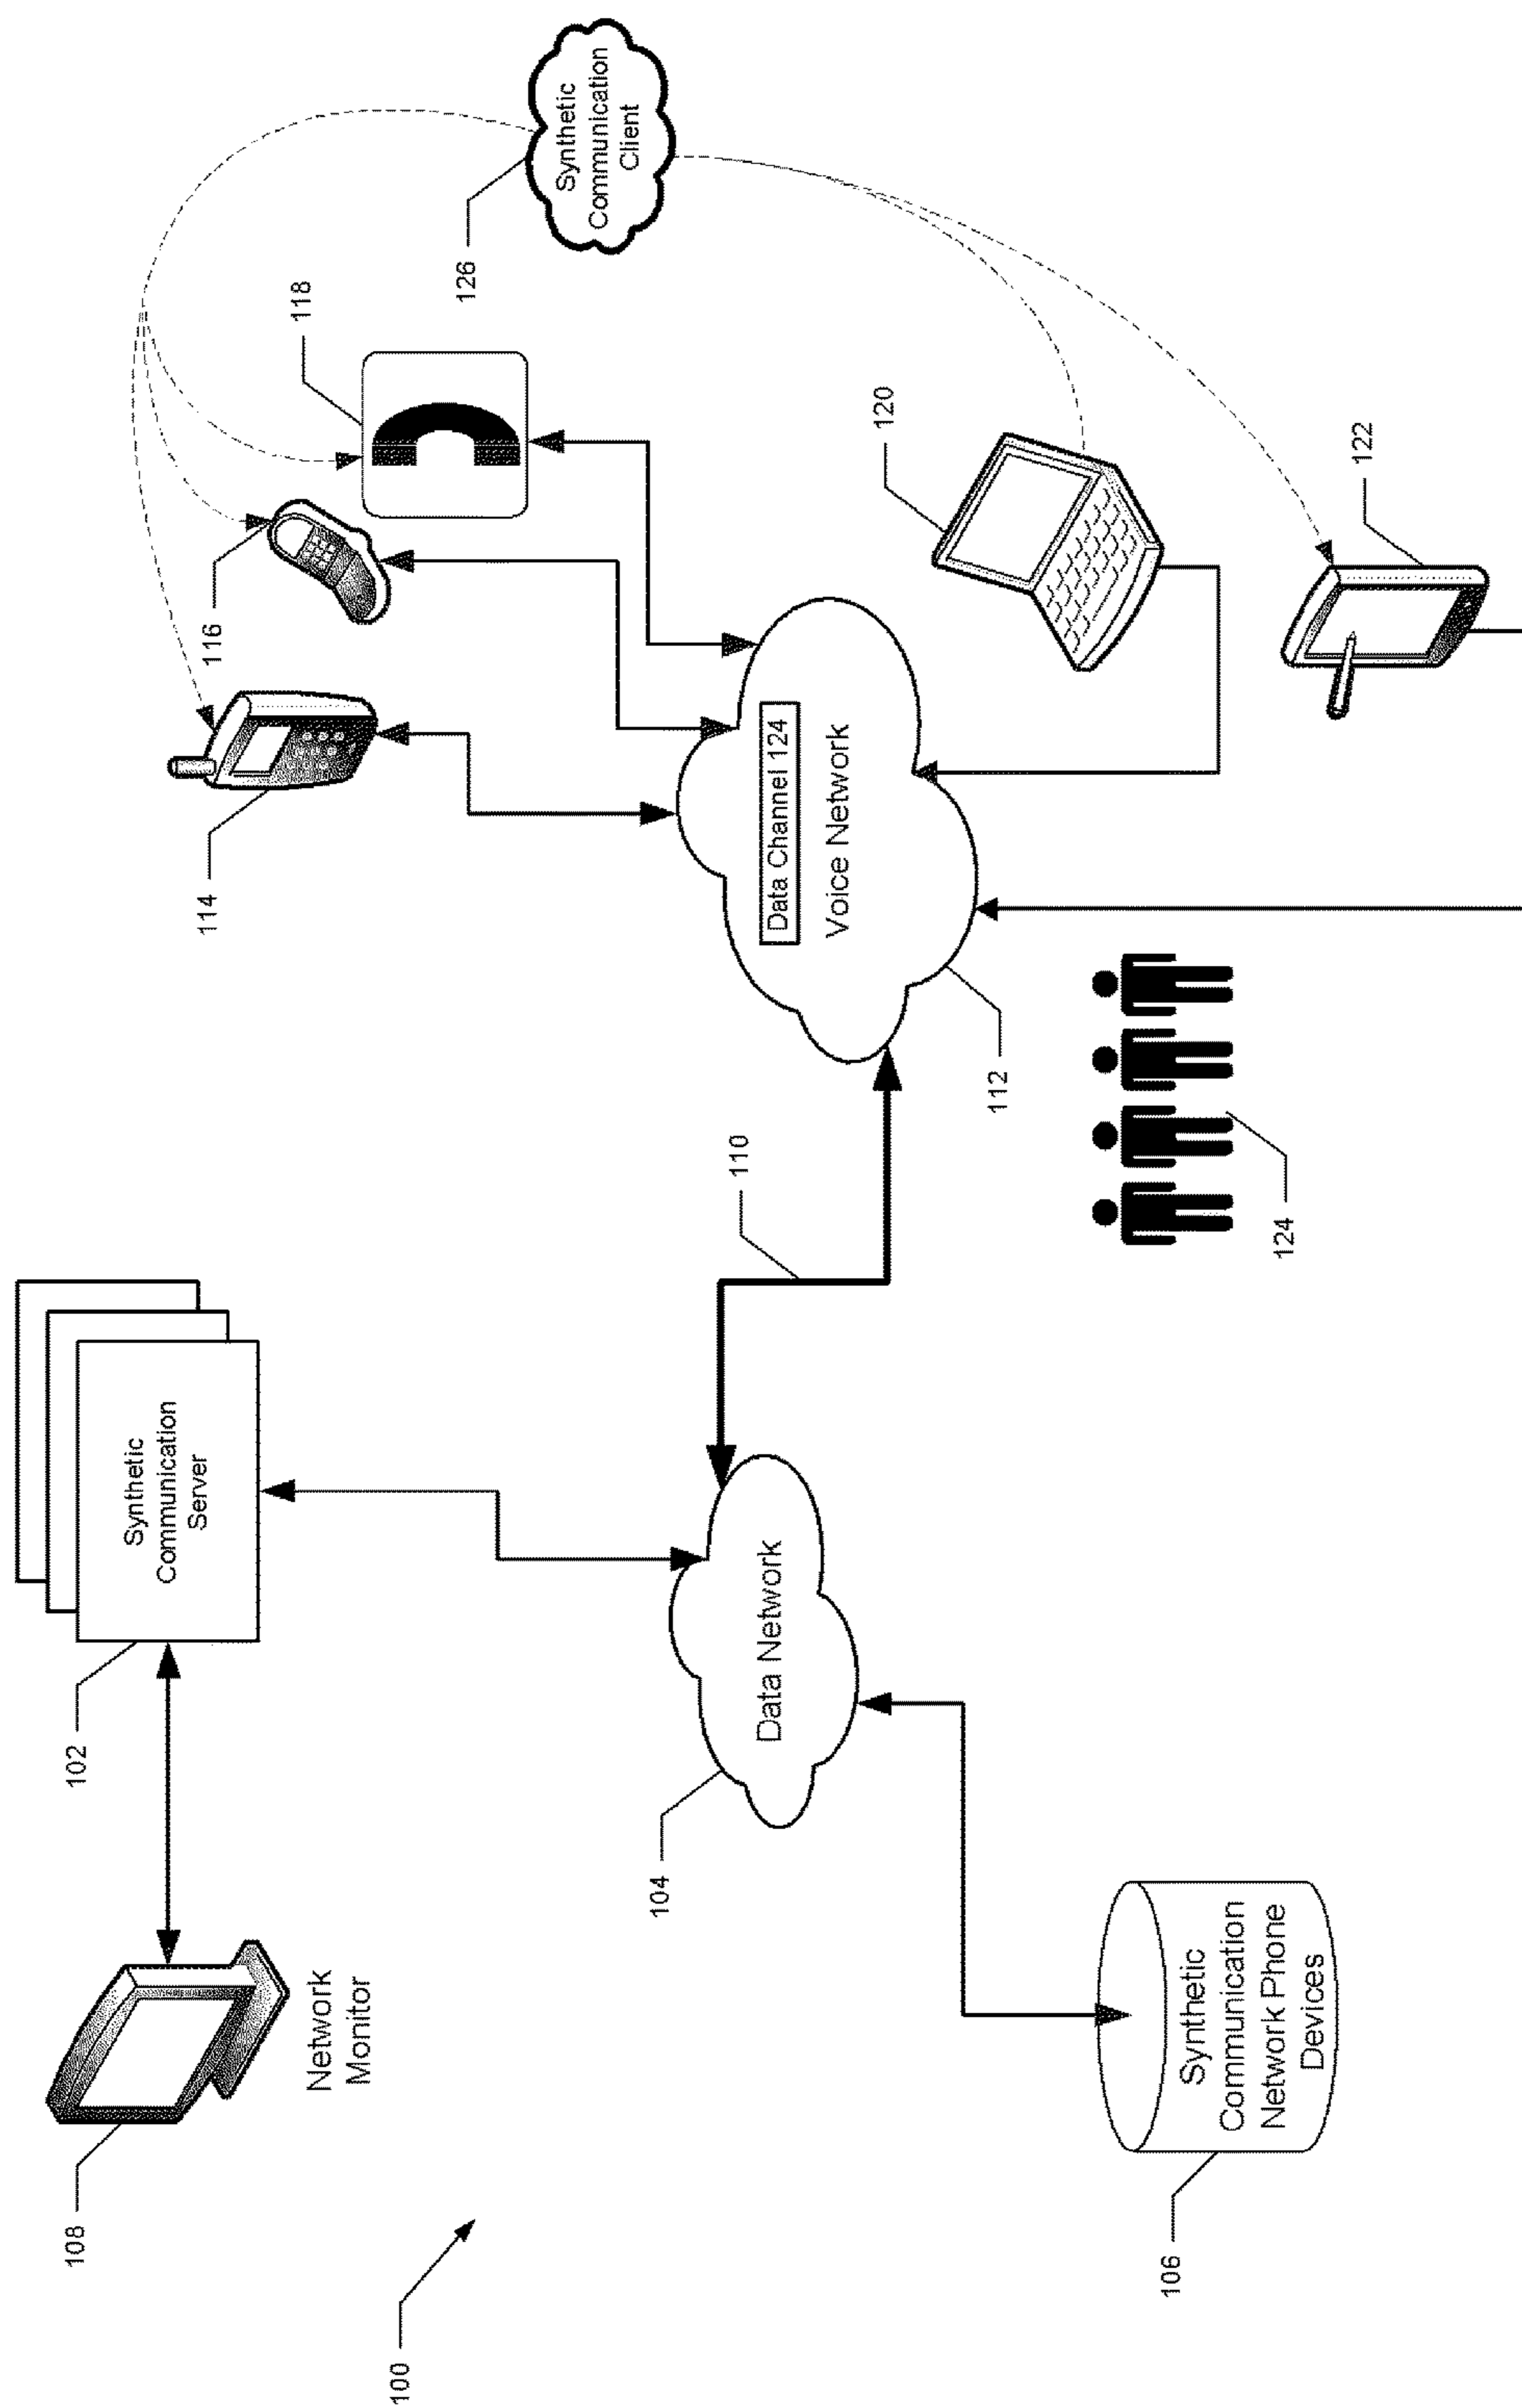 100
108
Network
Monitor
102
Synthetic
Communication
Server
104
Data Network
106
Synthetic
Communication
Network Phone
Devices
110
112
Data Channel 124
Voice Network
124
114
116
118
120
122
126
Synthetic
Communication
Client